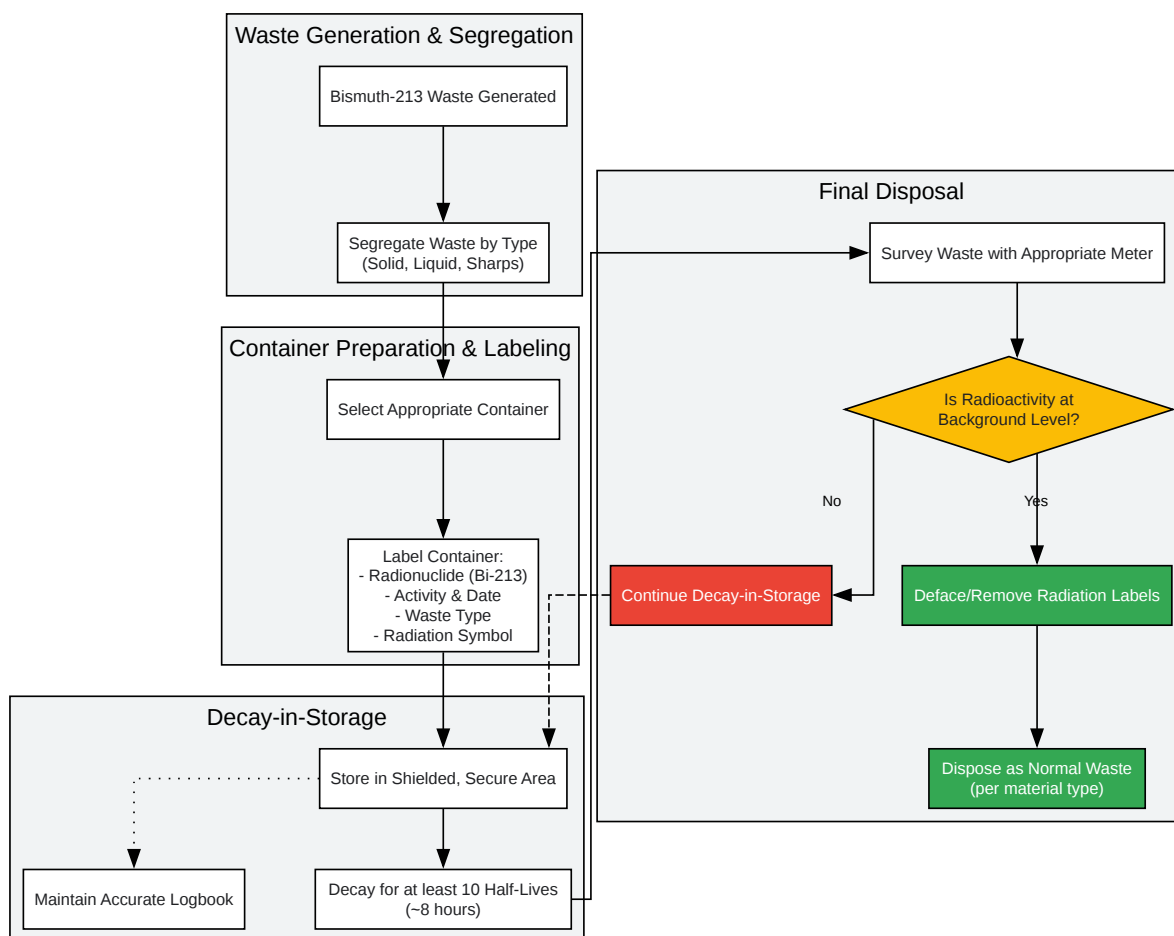 Waste Generation & Segregation
Bismuth-213 Waste Generated
Segregate Waste by Type
(Solid, Liquid, Sharps)
Container Preparation & Labeling
Select Appropriate Container
Label Container:
- Radionuclide (Bi-213)
- Activity & Date
- Waste Type
- Radiation Symbol
Decay-in-Storage
Store in Shielded, Secure Area
Maintain Accurate Logbook
Decay for at least 10 Half-Lives
(~8 hours)
Final Disposal
Survey Waste with Appropriate Meter
Is Radioactivity at
Background Level?
No
Yes
Continue Decay-in-Storage
Deface/Remove Radiation Labels
Dispose as Normal Waste
(per material type)